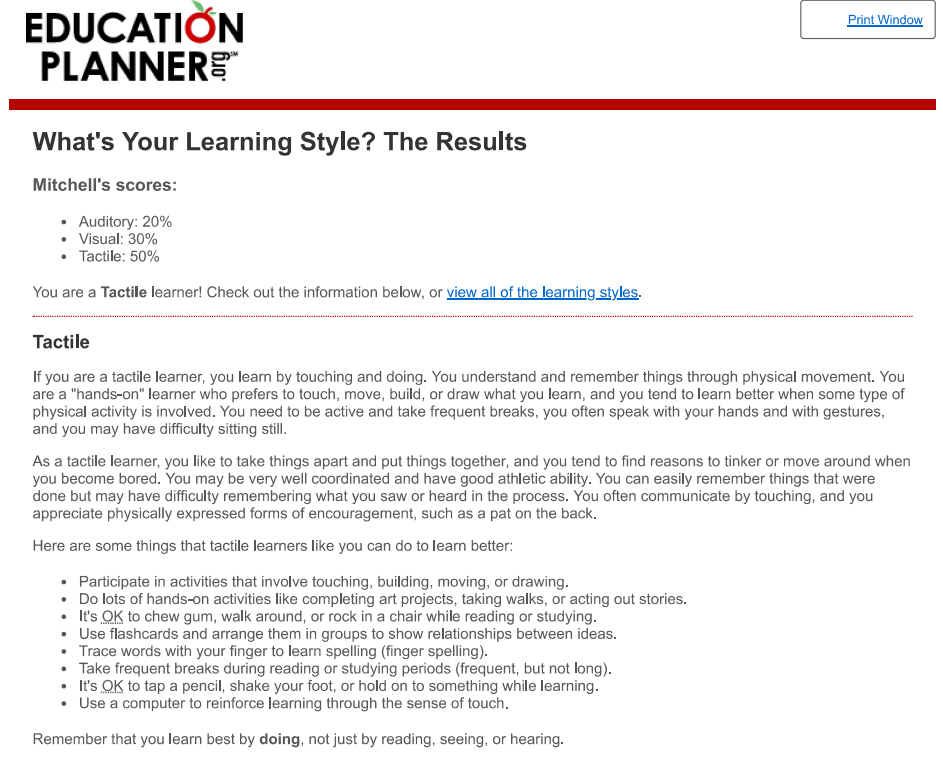 EDUCATION
PLANNER.org℠
Print Window
What's Your Learning Style? The Results
Mitchell's scores:
• Auditory: 20%
• Visual: 30%
• Tactile: 50%
You are a Tactile learner! Check out the information below, or view all of the learning styles.
Tactile
If you are a tactile learner, you learn by touching and doing. You understand and remember things through physical movement. You
are a "hands-on" learner who prefers to touch, move, build, or draw what you learn, and you tend to learn better when some type of
physical activity is involved. You need to be active and take frequent breaks, you often speak with your hands and with gestures,
and you may have difficulty sitting still.
As a tactile learner, you like to take things apart and put things together, and you tend to find reasons to tinker or move around when
you become bored. You may be very well coordinated and have good athletic ability. You can easily remember things that were
done but may have difficulty remembering what you saw or heard in the process. You often communicate by touching, and you
appreciate physically expressed forms of encouragement, such as a pat on the back.
Here are some things that tactile learners like you can do to learn better:
• Participate in activities that involve touching, building, moving, or drawing.
• Do lots of hands-on activities like completing art projects, taking walks, or acting out stories.
• It's OK to chew gum, walk around, or rock in a chair while reading or studying.
• Use flashcards and arrange them in groups to show relationships between ideas.
• Trace words with your finger to learn spelling (finger spelling).
• Take frequent breaks during reading or studying periods (frequent, but not long).
• It's OK to tap a pencil, shake your foot, or hold on to something while learning.
• Use a computer to reinforce learning through the sense of touch.
Remember that you learn best by doing, not just by reading, seeing, or hearing.